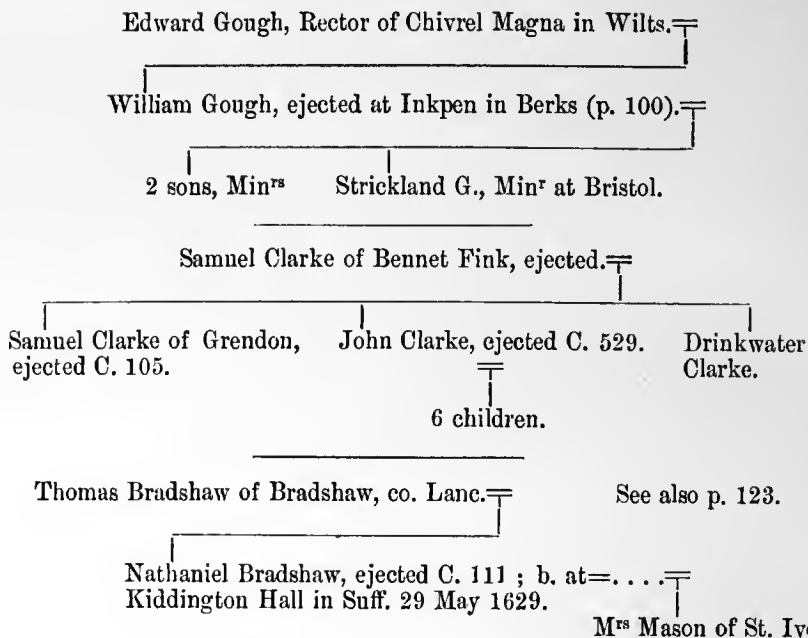 Edward Gough, Rector of Chivrel Magna in Wilts.
William Gough, ejected at Inkpen in Berks (p. 100).
2 sons, Minrs Strickland G., Minr at Bristol.
Samuel Clarke of Bennet Fink, ejected.
Samuel Clarke of Grendon, John Clarke, ejected C. 529. Drinkwater
ejected C. 105. Clarke.
6 children.
Thomas Bradshaw of Bradshaw, co. Lanc. See also p. 123.
Nathaniel Bradshaw, ejected C. 111 ; b. at=. . . .
Kiddington Hall in Suff. 29 May 1629.
Mrs Mason of St.